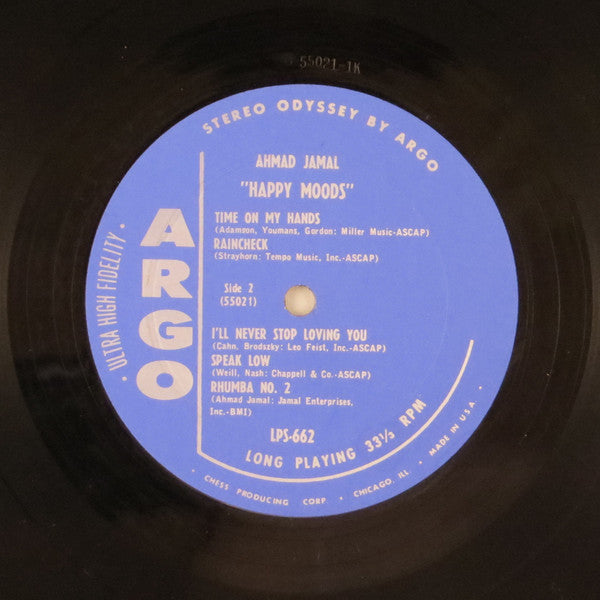 55021-1K
STEREO ODYSSEY BY ARGO
AHMAD JAMAL
"HAPPY MOODS"
TIME ON MY HANDS
(Adamson, Youmans, Gordon: Miller Music-ASCAP)
RAINCHECK
(Strayhorn: Tempo Music, Inc.-ASCAP)
Side 2
(55021)
I'LL NEVER STOP LOVING YOU
(Cahn, Brodszky: Leo Feist, Inc.-ASCAP)
SPEAK LOW
(Weill, Nash: Chappell & Co.-ASCAP)
RHUMBA NO. 2
(Ahmad Jamal: Jamal Enterprises,
Inc.-BMI)
LPS-662
LONG PLAYING 33⅓ RPM
ARGO
• ULTRA HIGH FIDELITY •
• CHESS PRODUCING CORP. • CHICAGO, ILL. • MADE IN U.S.A. •